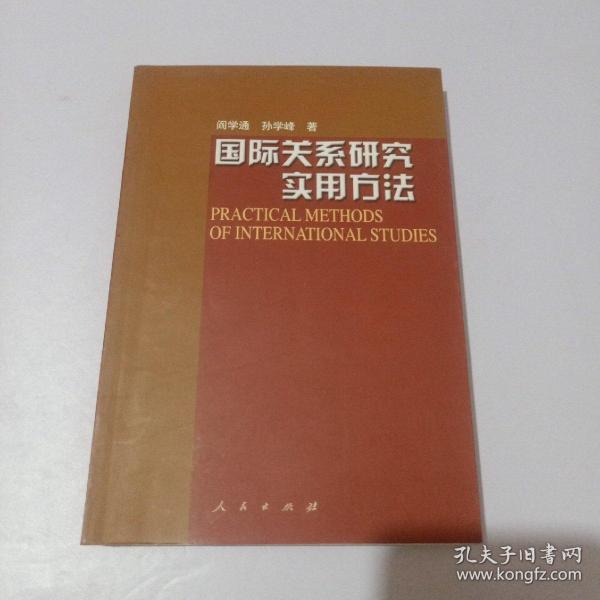 阎学通 孙学峰 著
国际关系研究
实用方法
PRACTICAL METHODS
OF INTERNATIONAL STUDIES
人民出版社
孔夫子旧书网
www.kongfz.com